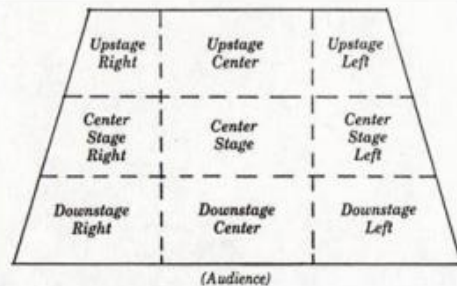 Upstage
Right
Upstage
Center
Upstage
Left
Center
Stage
Right
Center
Stage
Center
Stage
Left
Downstage
Right
Downstage
Center
Downstage
Left
(Audience)